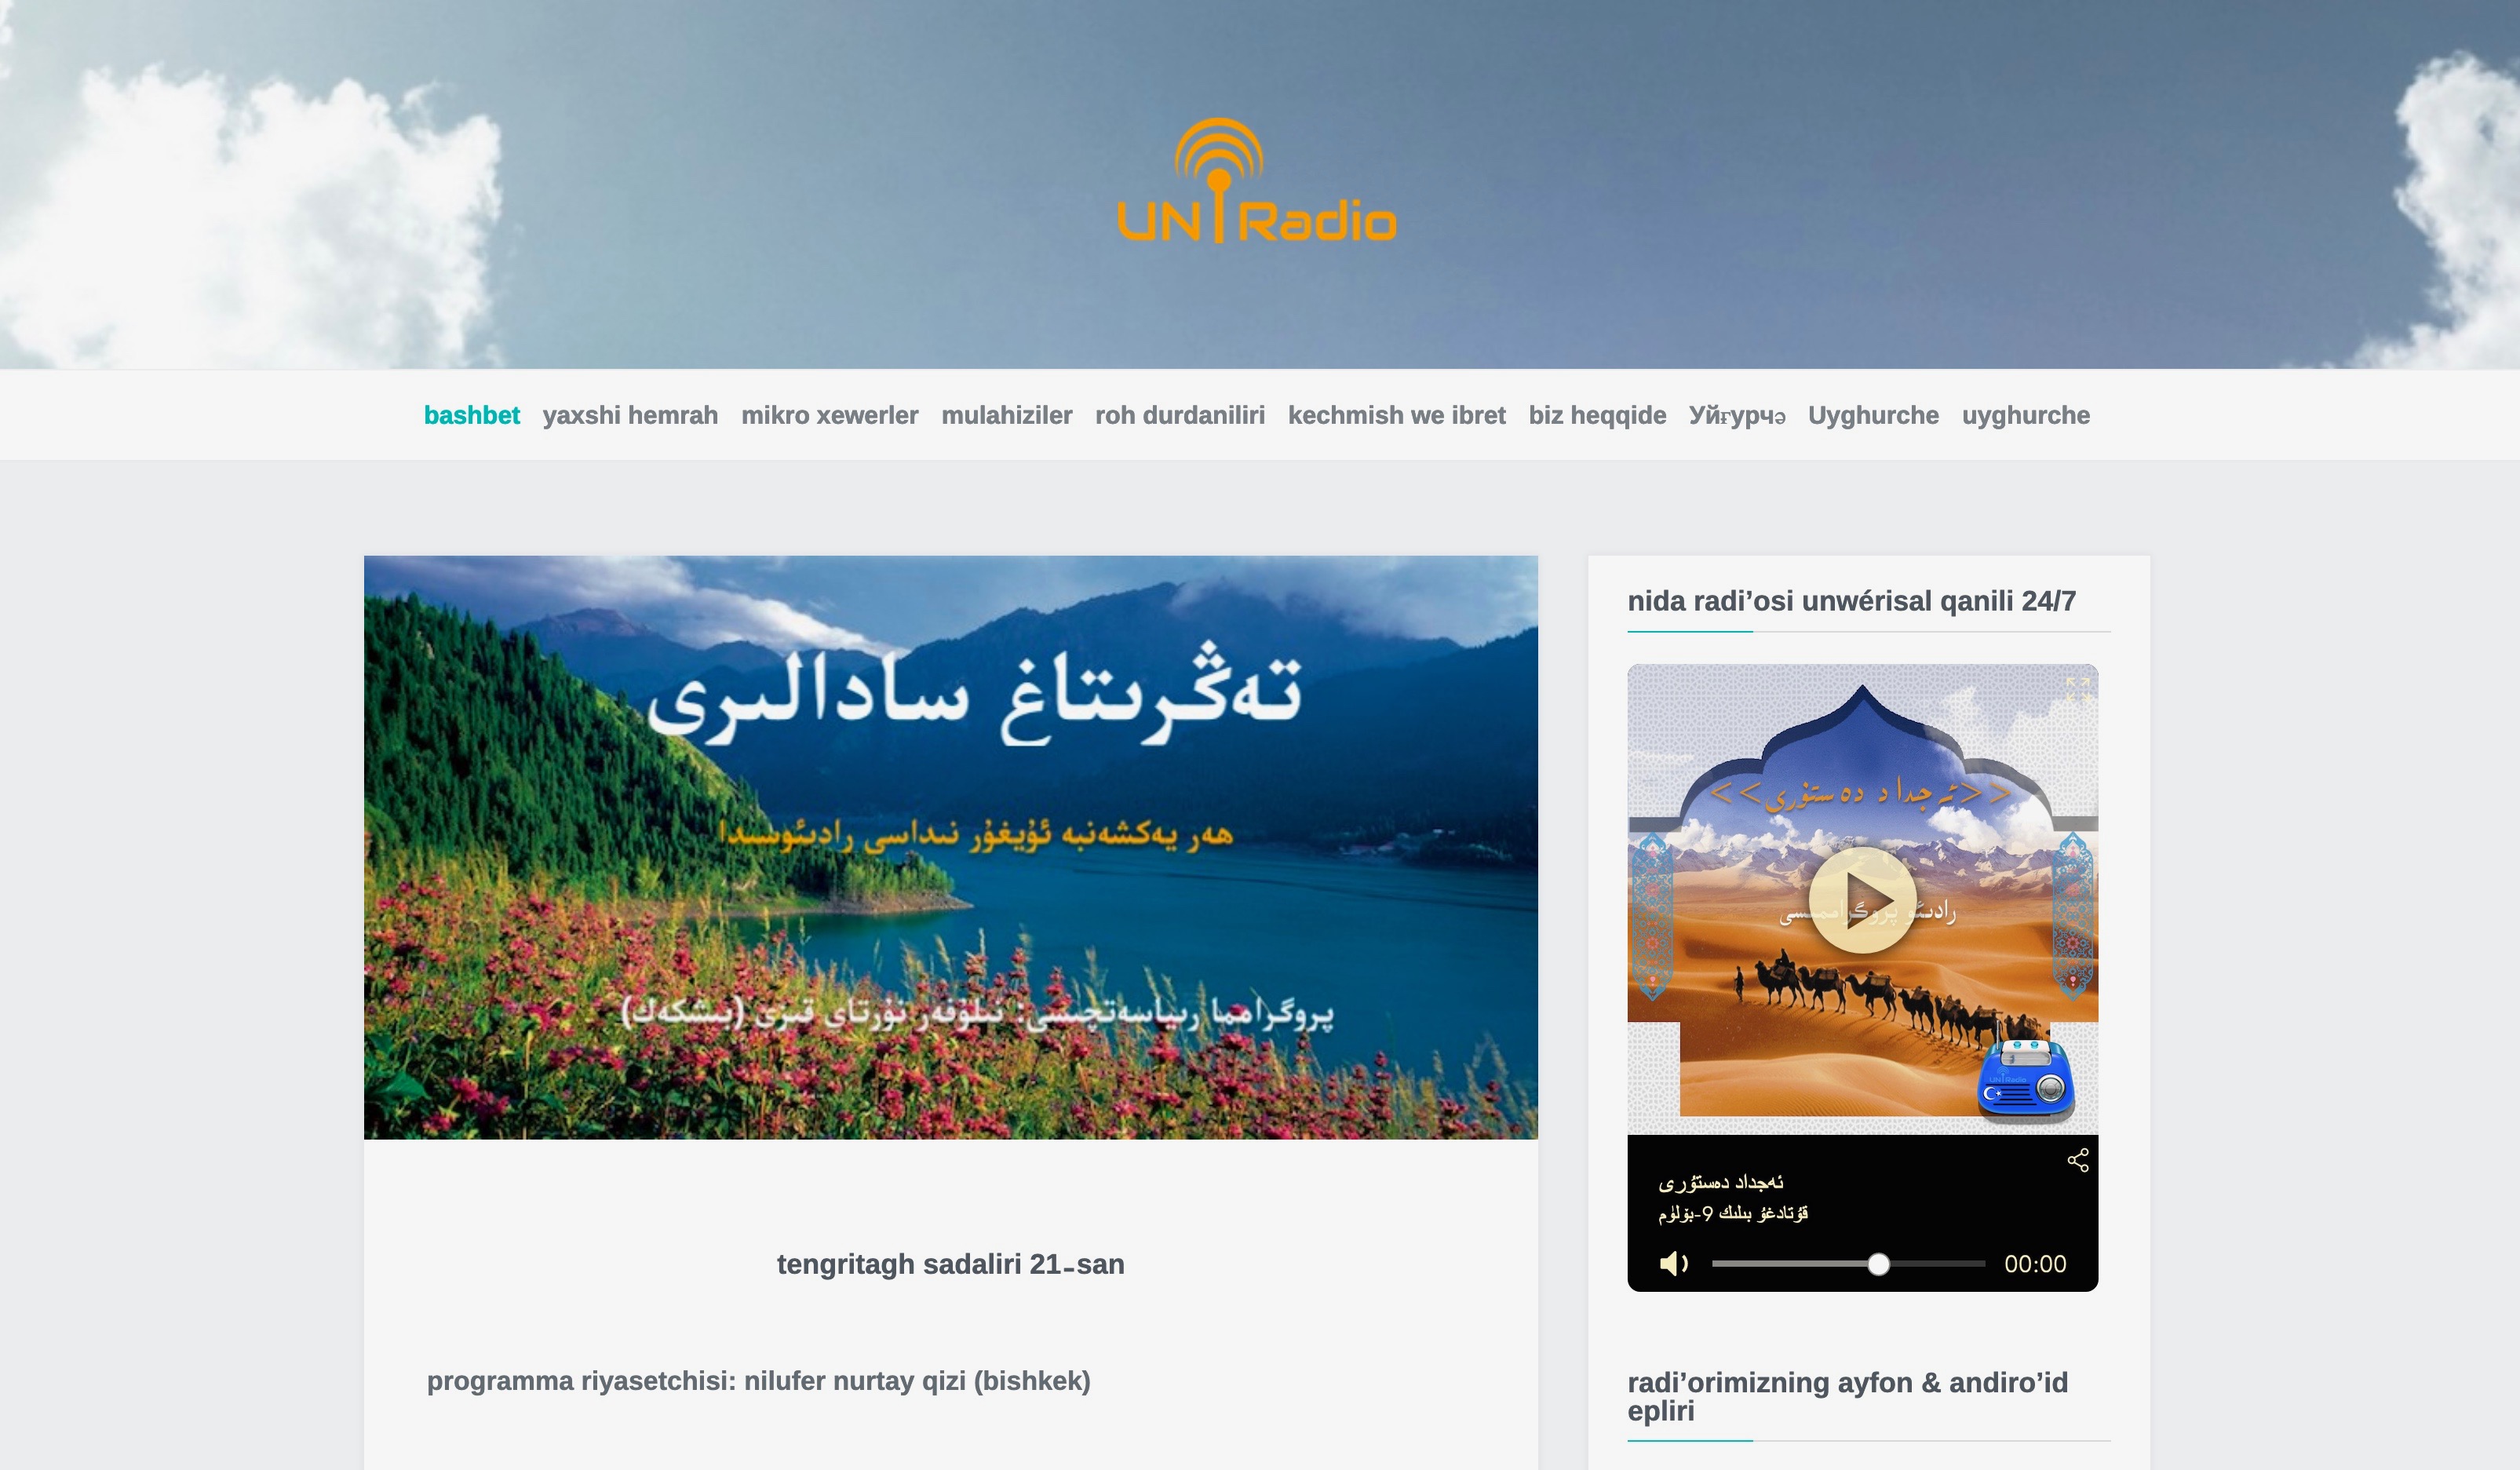 UNIRadio
bashbet yaxshi hemrah mikro xewerler mulahiziler roh durdaniliri kechmish we ibret biz heqqide Уйғурчә Uyghurche uyghurche
تەڭرىتاغ سادالىرى
ھەر يەكشەنبە ئۇيغۇر نىداسى رادىئوسىدا
پروگرامما رىياسەتچىسى: نىلۇفەر نۇرتاي قىزى (بىشكەك)
tengritagh sadaliri 21-san
programma riyasetchisi: nilufer nurtay qizi (bishkek)
nida radi’osi unwérisal qanili 24/7
<<ئەجداد دەستۇرى>>
رادىئو پروگراممىسى
UNIRadio
ئەجداد دەستۇرى
قۇتادغۇ بىلىك 9-بۆلۈم
00:00
radi’orimizning ayfon & andiro’id
epliri